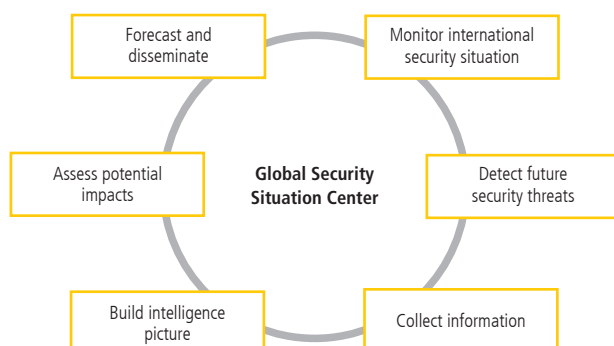 Forecast and
disseminate
Monitor international
security situation
Assess potential
impacts
Global Security
Situation Center
Detect future
security threats
Build intelligence
picture
Collect information